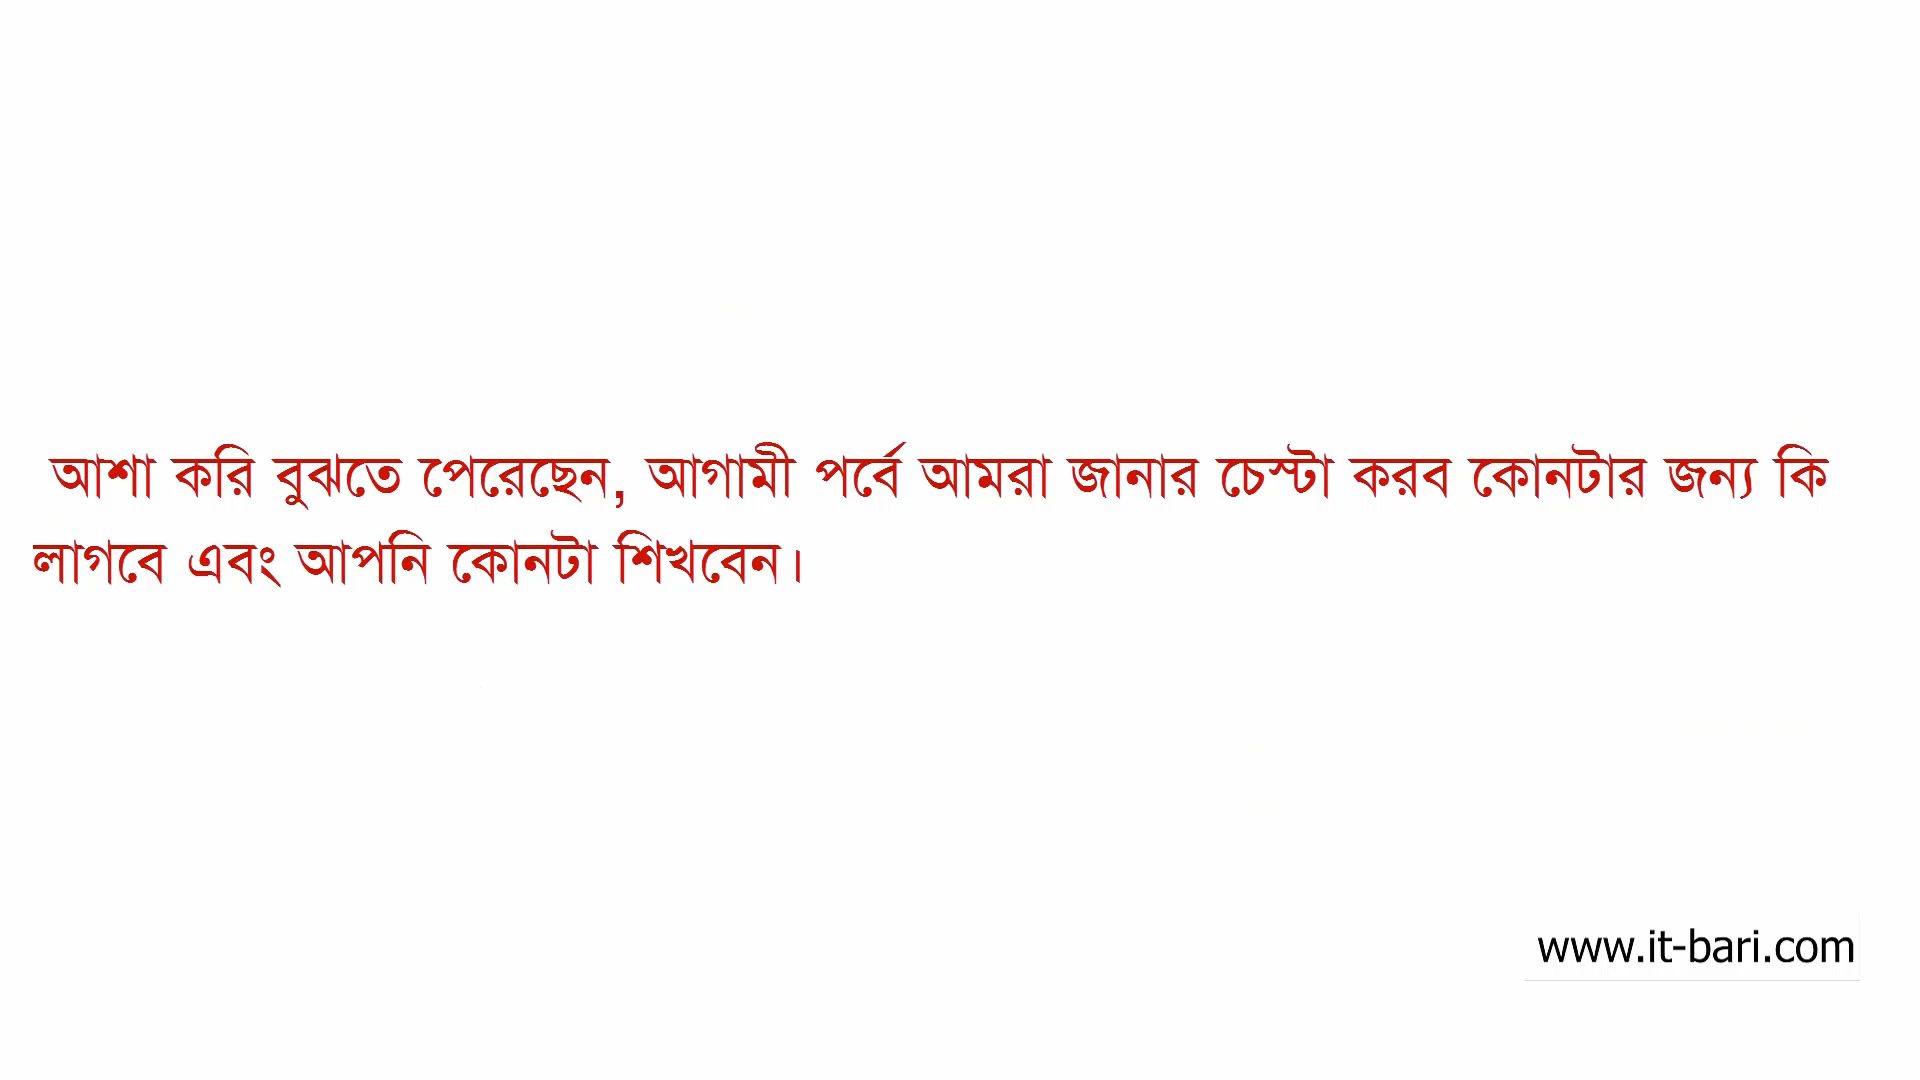 আশা করি বুঝতে পেরেছেন, আগামী পর্বে আমরা জানার চেস্টা করব কোনটার জন্য কি
লাগবে এবং আপনি কোনটা শিখবেন।
www.it-bari.com